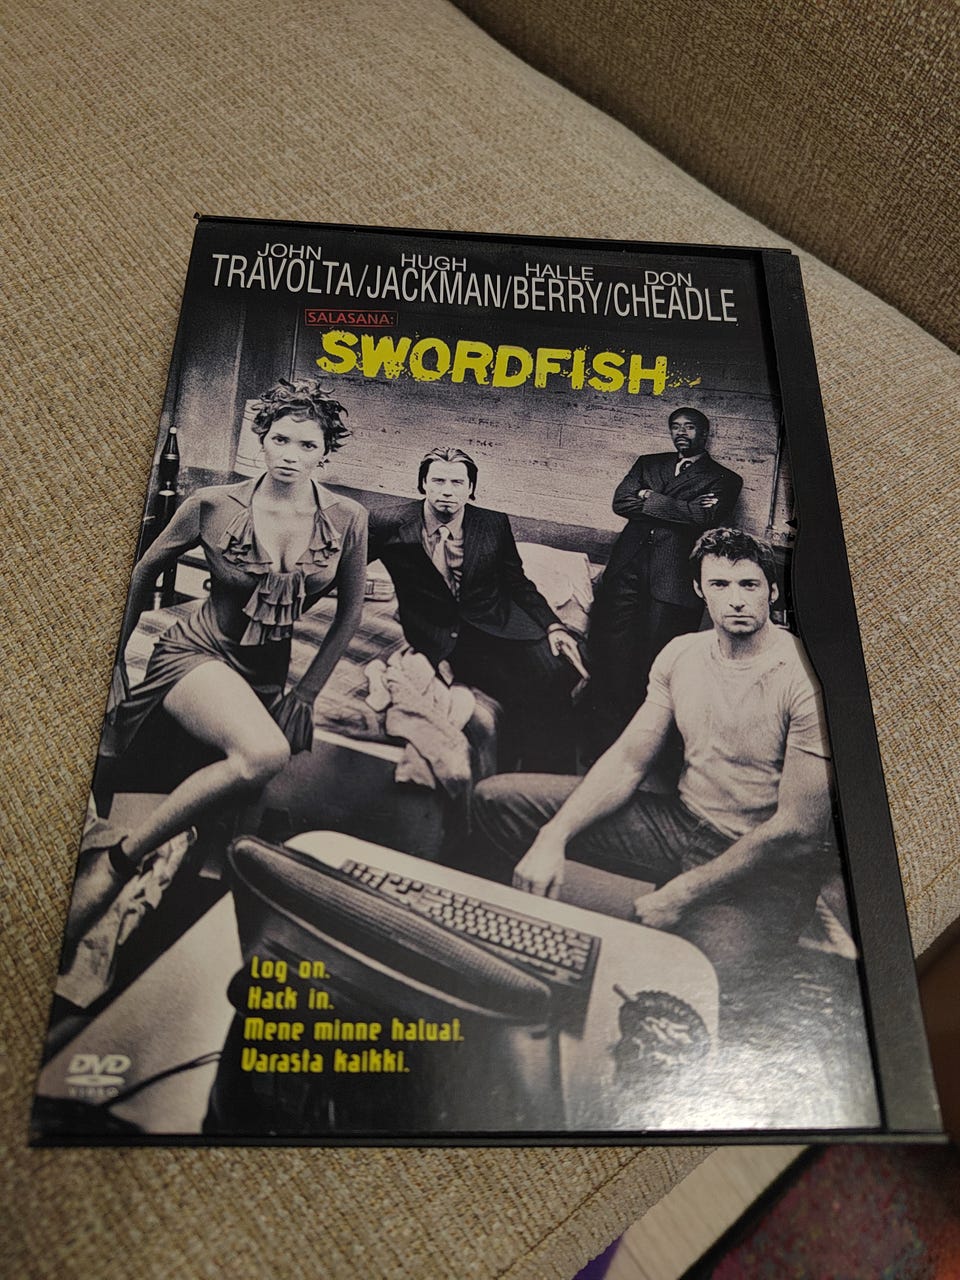 JOHN HUGH HALLE DON
TRAVOLTA/JACKMAN/BERRY/CHEADLE
SALASANA:
SWORDFISH
Log on.
Hack in.
Mene minne haluat.
Varasta kaikki.
DVD
VIDEO